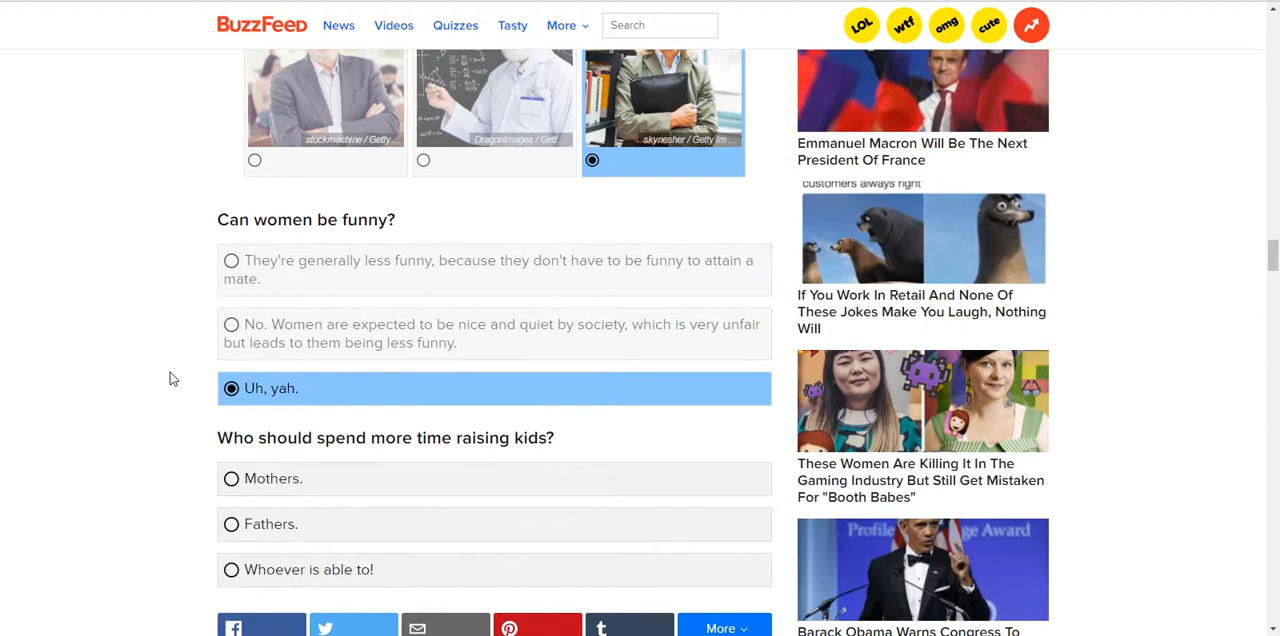 BuzzFeed News Videos Quizzes Tasty More Search LOL wtf omg cute
stockmachine / Getty...
DragonImages / Gett...
skynesher / Getty Im...
Can women be funny?
They're generally less funny, because they don't have to be funny to attain a
mate.
No. Women are expected to be nice and quiet by society, which is very unfair
but leads to them being less funny.
Uh, yah.
Who should spend more time raising kids?
Mothers.
Fathers.
Whoever is able to!
f t More
Emmanuel Macron Will Be The Next
President Of France
customers always right
If You Work In Retail And None Of
These Jokes Make You Laugh, Nothing
Will
These Women Are Killing It In The
Gaming Industry But Still Get Mistaken
For "Booth Babes"
Profile ge Award
Barack Obama Warns Congress To